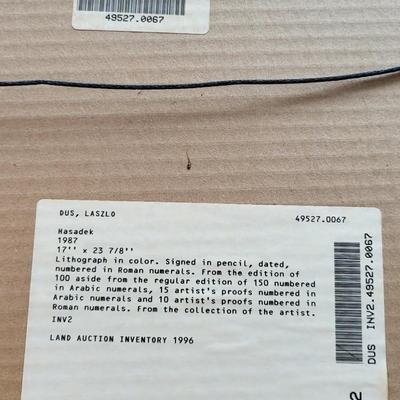 49527.0067
DUS, LASZLO 49527.0067
Hasadek
1987
17'' x 23 7/8''
Lithograph in color. Signed in pencil, dated,
numbered in Roman numerals. From the edition of
100 aside from the regular edition of 150 numbered
in Arabic numerals, 15 artist's proofs numbered in
Arabic numerals and 10 artist's proofs numbered in
Roman numerals. From the collection of the artist.
INV2
LAND AUCTION INVENTORY 1996
DUS INV2.49527.0067
2